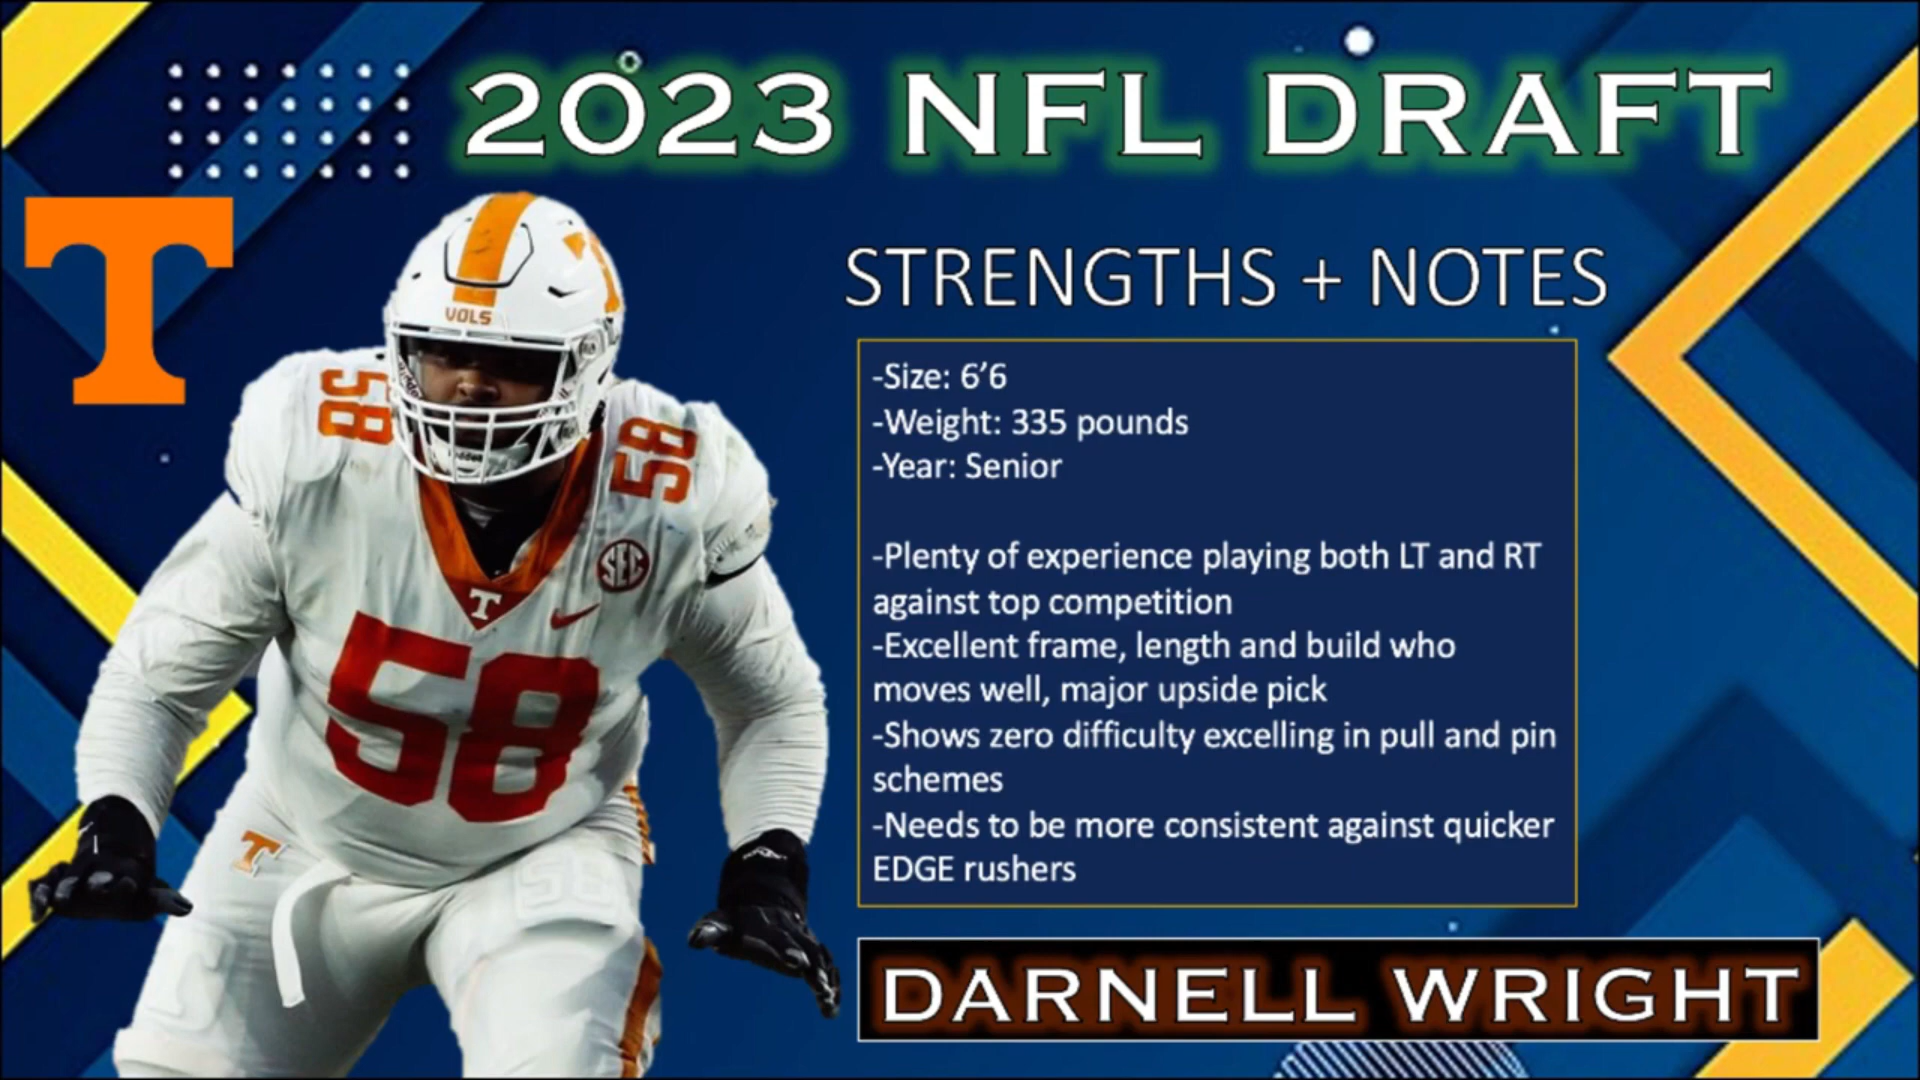 2023 NFL DRAFT
T
STRENGTHS + NOTES
-Size: 6’6
-Weight: 335 pounds
-Year: Senior
-Plenty of experience playing both LT and RT
against top competition
-Excellent frame, length and build who
moves well, major upside pick
-Shows zero difficulty excelling in pull and pin
schemes
-Needs to be more consistent against quicker
EDGE rushers
DARNELL WRIGHT
VOLS
58
58
SEC
T
58
T
58